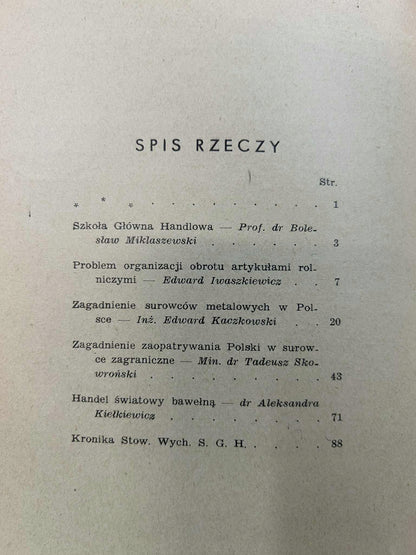 SPIS RZECZY
Str.
* * * . . . . . . . . 1
Szkoła Główna Handlowa — Prof. dr Bole-
sław Miklaszewski . . . . . . 3
Problem organizacji obrotu artykułami rol-
niczymi — Edward Iwaszkiewicz . . 7
Zagadnienie surowców metalowych w Pol-
sce — Inż. Edward Kaczkowski . . 20
Zagadnienie zaopatrywania Polski w surow-
ce zagraniczne — Min. dr Tadeusz Sko-
wroński . . . . . . . . 43
Handel światowy bawełną — dr Aleksandra
Kiełkiewicz . . . . . . . . 71
Kronika Stow. Wych. S. G. H. . . . . 88